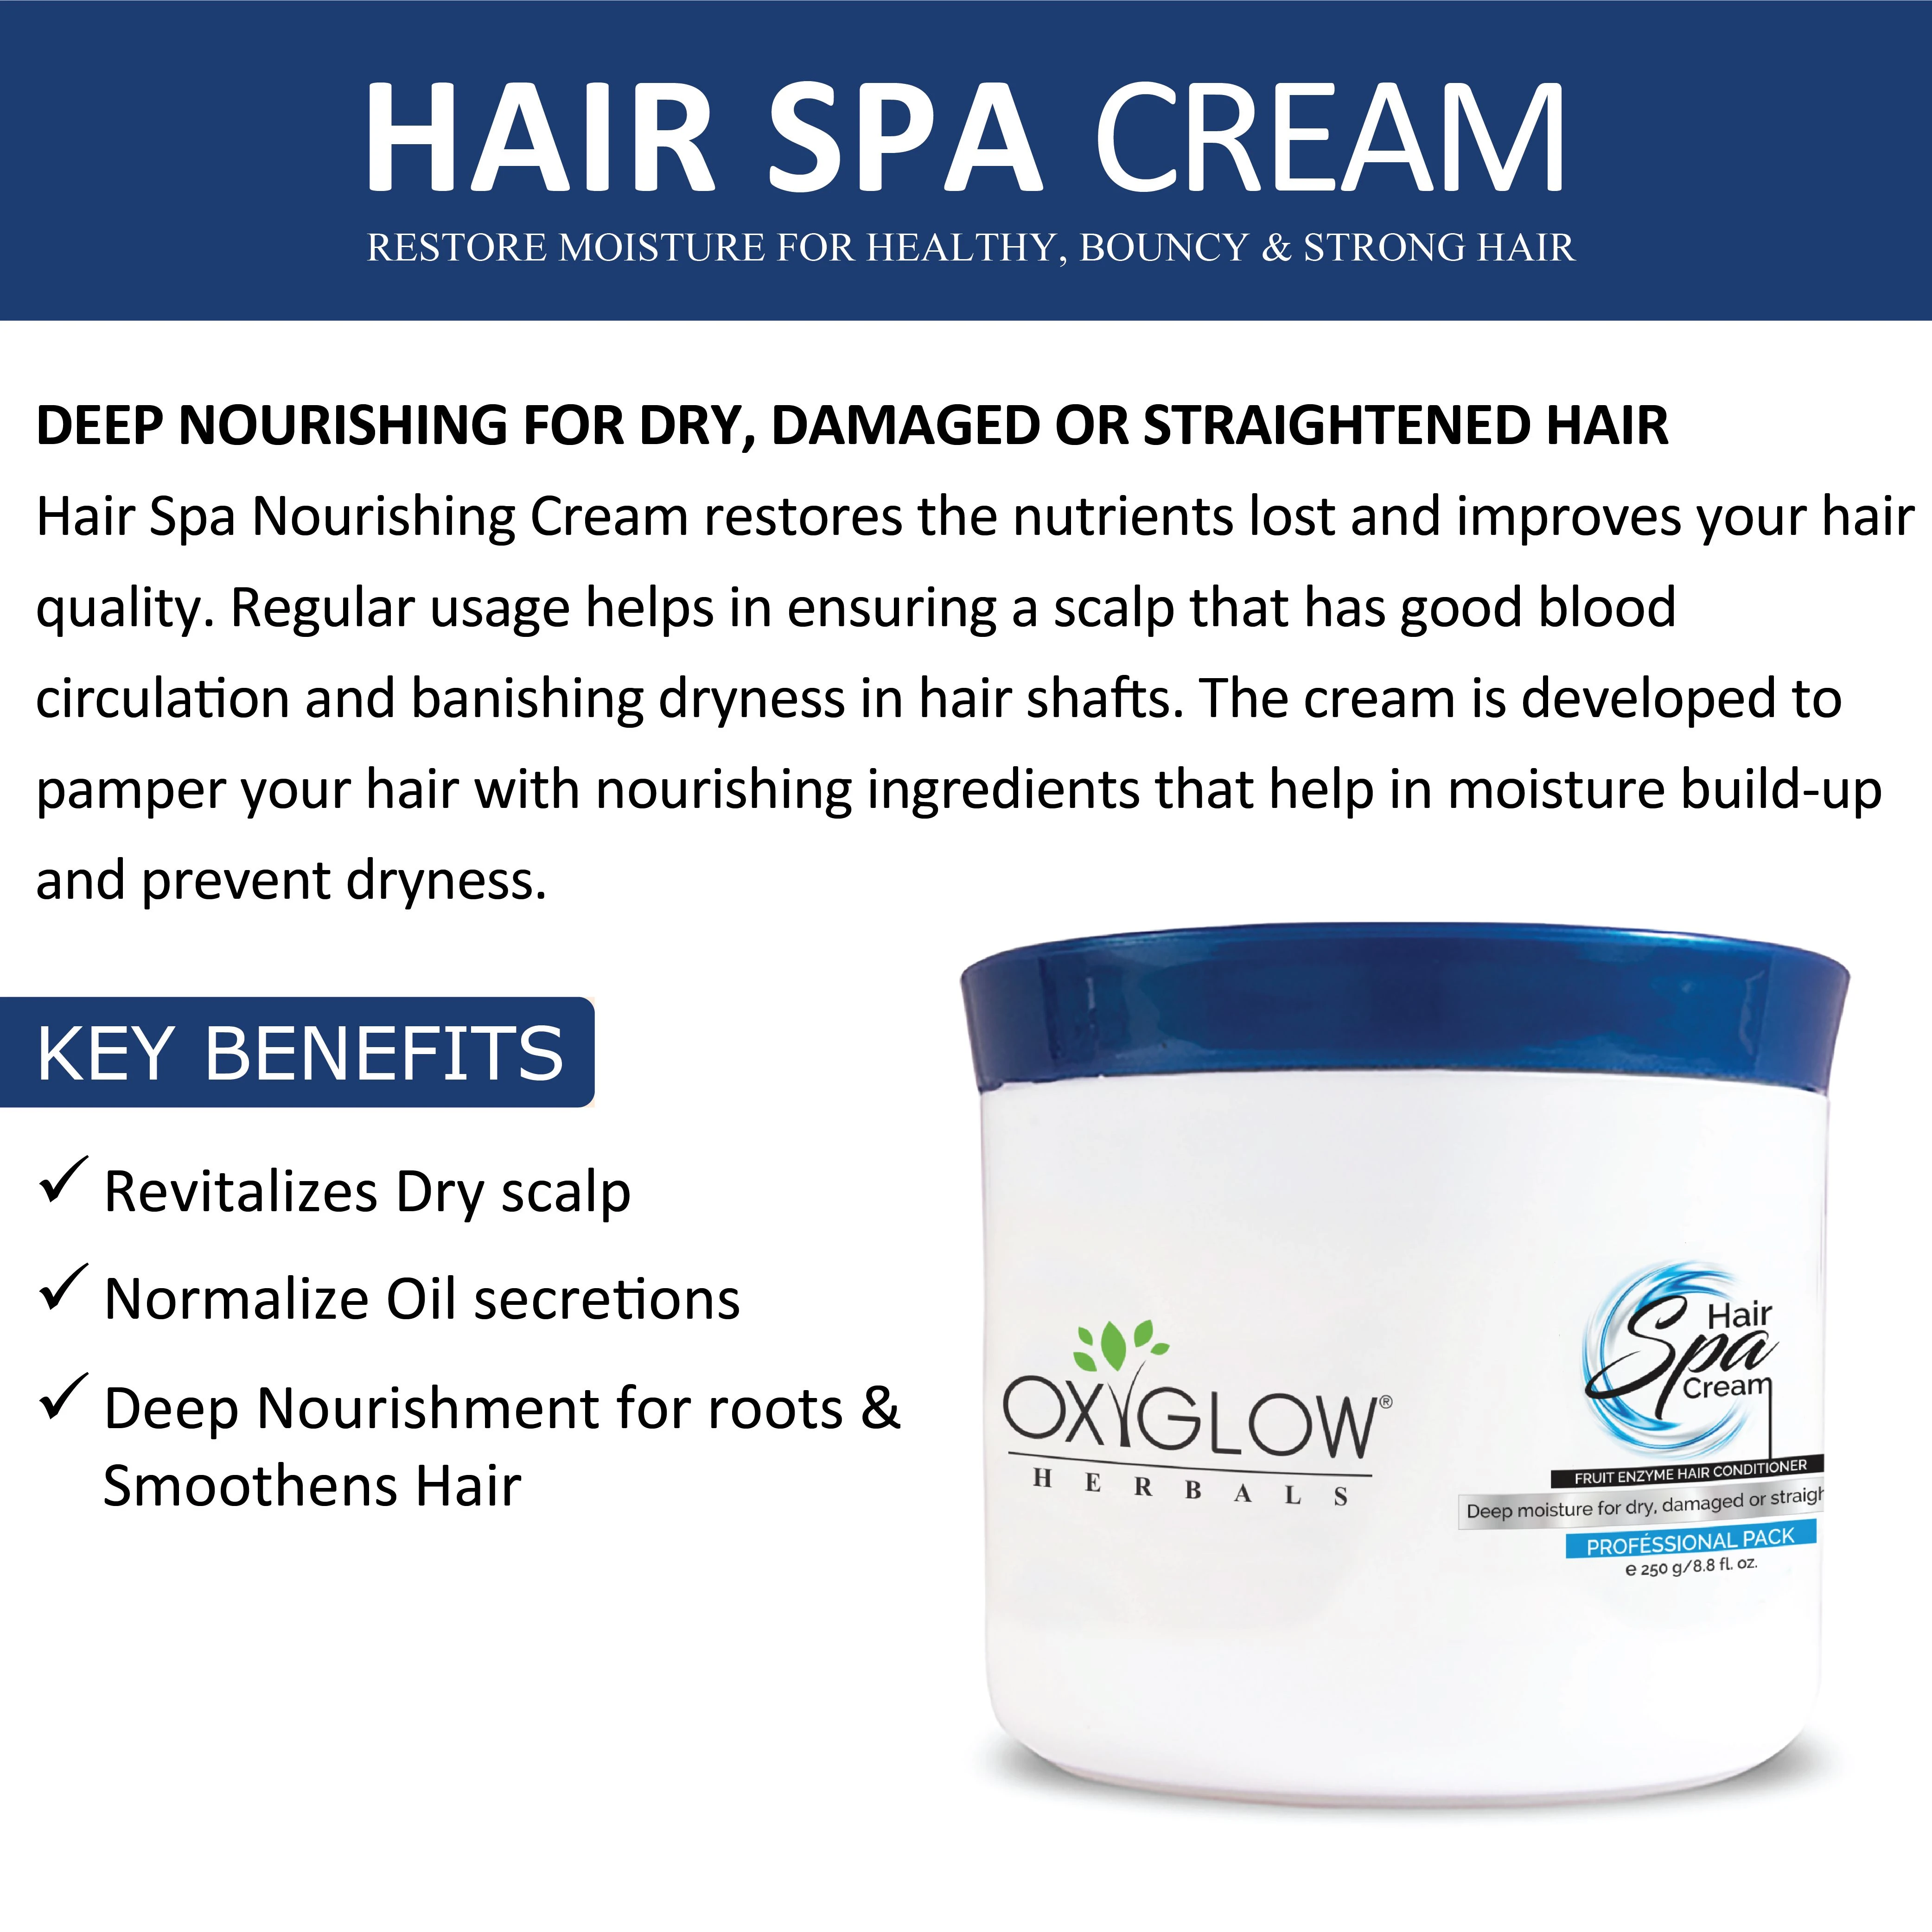 HAIR SPA CREAM
RESTORE MOISTURE FOR HEALTHY, BOUNCY & STRONG HAIR
DEEP NOURISHING FOR DRY, DAMAGED OR STRAIGHTENED HAIR
Hair Spa Nourishing Cream restores the nutrients lost and improves your hair
quality. Regular usage helps in ensuring a scalp that has good blood
circulation and banishing dryness in hair shafts. The cream is developed to
pamper your hair with nourishing ingredients that help in moisture build-up
and prevent dryness.
KEY BENEFITS
✓ Revitalizes Dry scalp
✓ Normalize Oil secretions
✓ Deep Nourishment for roots &
Smoothens Hair
OXYGLOW®
HERBALS
Hair
Spa
Cream
FRUIT ENZYME HAIR CONDITIONER
Deep moisture for dry, damaged or straigh
PROFÉSSIONAL PACK
e 250 g/8.8 fl. oz.